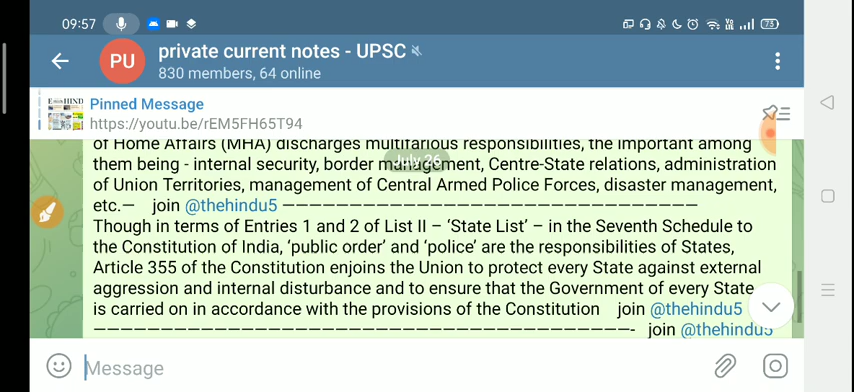 09:57
73
PU
private current notes - UPSC
830 members, 64 online
Pinned Message
https://youtu.be/rEM5FH65T94
of Home Affairs (MHA) discharges multifarious responsibilities, the important among
July 26
them being - internal security, border management, Centre-State relations, administration
of Union Territories, management of Central Armed Police Forces, disaster management,
etc.— join @thehindu5 ——————————————————————————————
Though in terms of Entries 1 and 2 of List II – ‘State List’ – in the Seventh Schedule to
the Constitution of India, ‘public order’ and ‘police’ are the responsibilities of States,
Article 355 of the Constitution enjoins the Union to protect every State against external
aggression and internal disturbance and to ensure that the Government of every State
is carried on in accordance with the provisions of the Constitution join @thehindu5
———————————————————————————————————————- join @thehindu5
Message